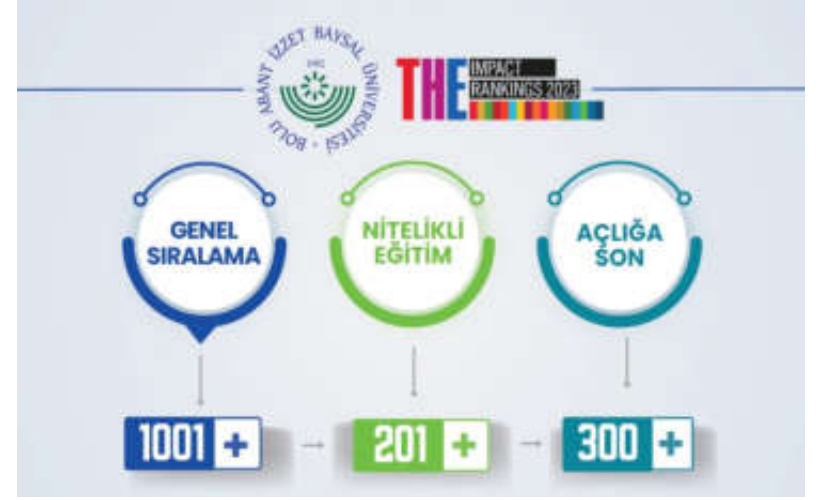 BOLU ABANT İZZET BAYSAL ÜNİVERSİTESİ
1992
THE
IMPACT
RANKINGS 2023
GENEL
SIRALAMA
NİTELİKLİ
EĞİTİM
AÇLIĞA
SON
1001 +
201 +
300 +